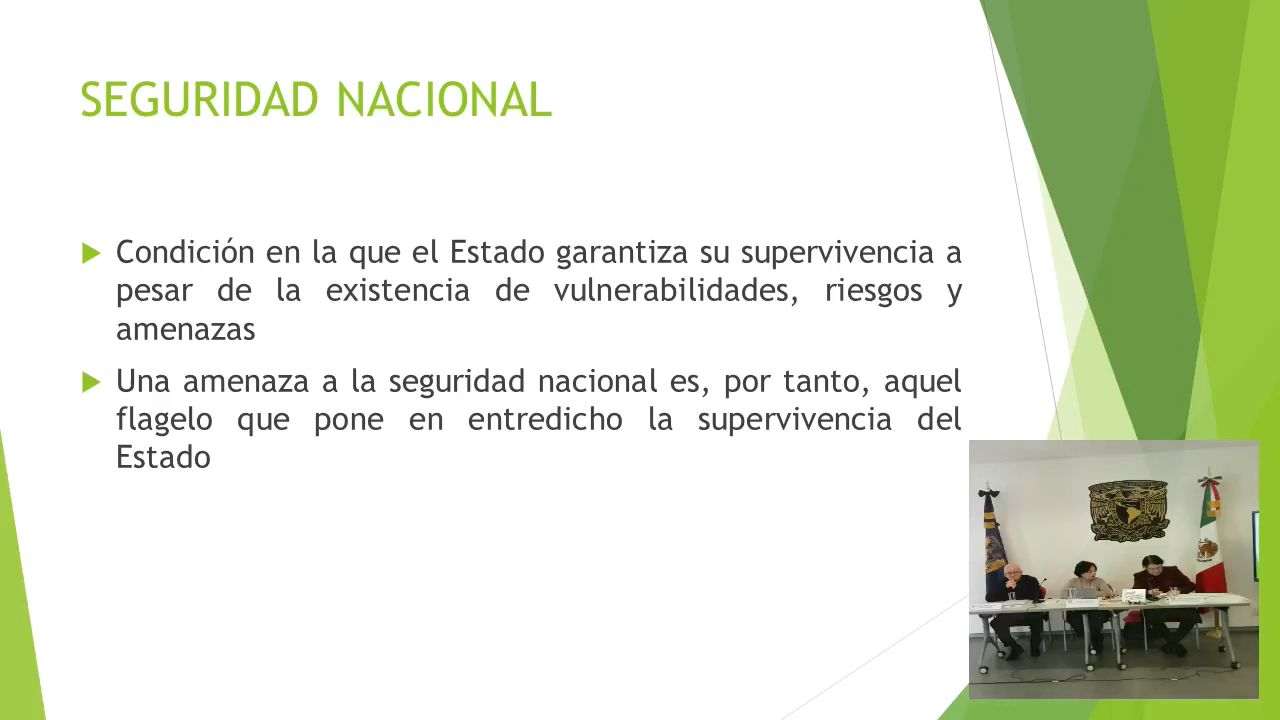 SEGURIDAD NACIONAL
Condición en la que el Estado garantiza su supervivencia a
pesar de la existencia de vulnerabilidades, riesgos y
amenazas
Una amenaza a la seguridad nacional es, por tanto, aquel
flagelo que pone en entredicho la supervivencia del
Estado